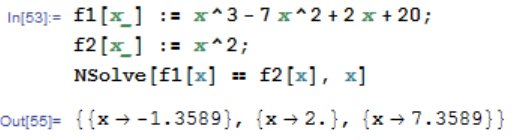 In[53]:= f1[x_] := x^3 - 7 x^2 + 2 x + 20;
f2[x_] := x^2;
NSolve[f1[x] == f2[x], x]
Out[55]= {{x → -1.3589}, {x → 2.}, {x → 7.3589}}